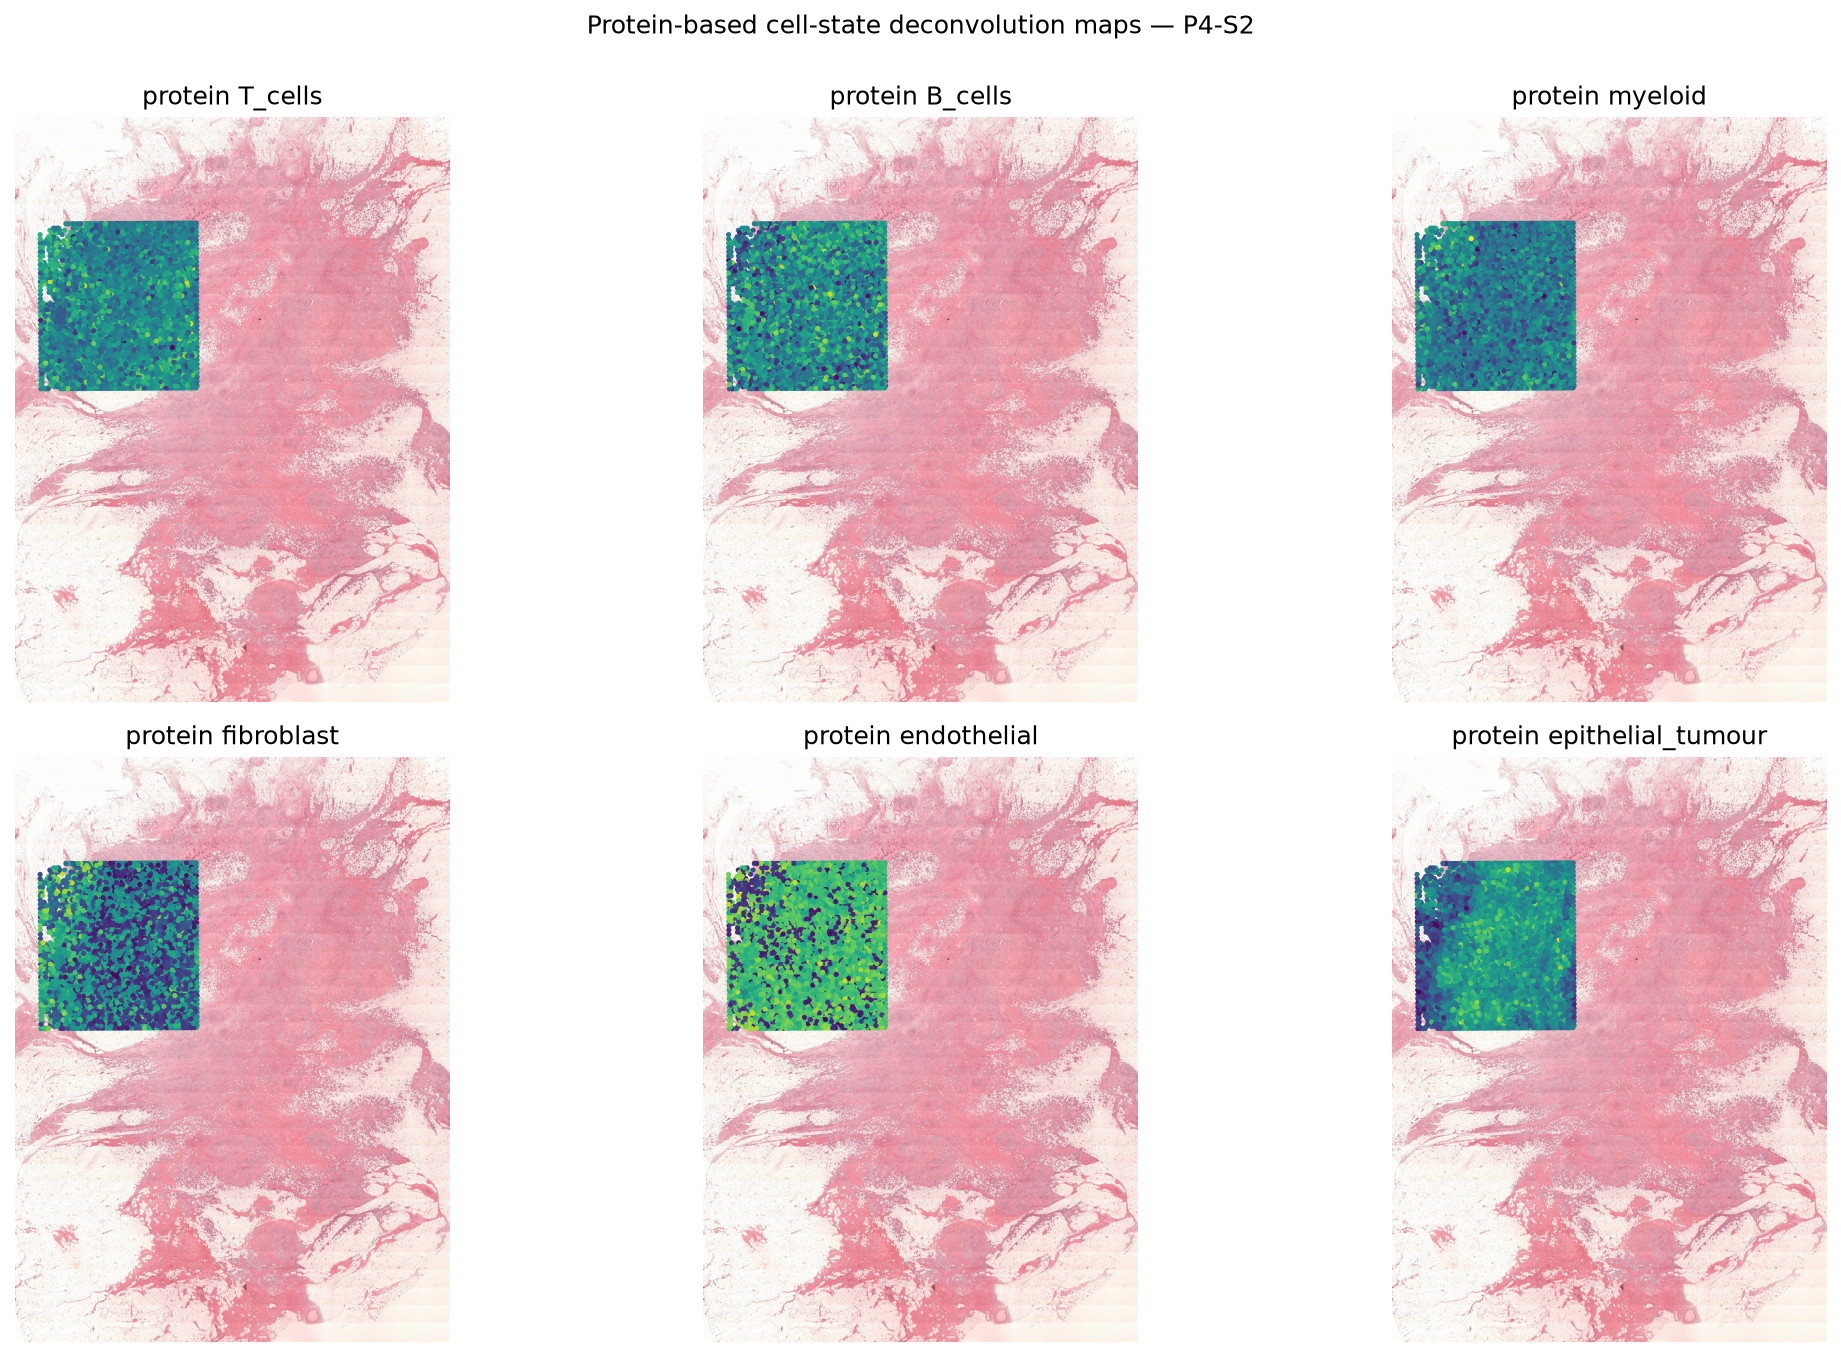 Protein-based cell-state deconvolution maps — P4-S2
protein T_cells
protein B_cells
protein myeloid
protein fibroblast
protein endothelial
protein epithelial_tumour